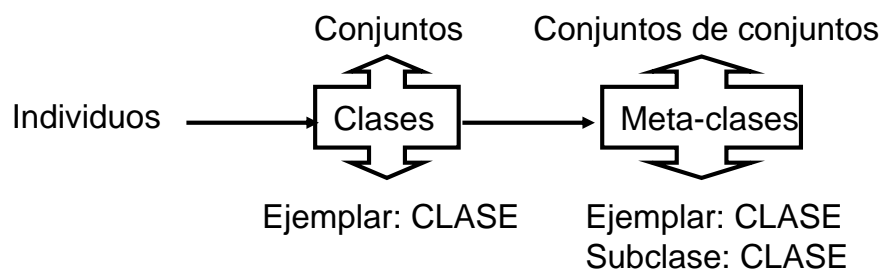 Conjuntos
Conjuntos de conjuntos
Individuos
Clases
Meta-clases
Ejemplar: CLASE
Ejemplar: CLASE
Subclase: CLASE